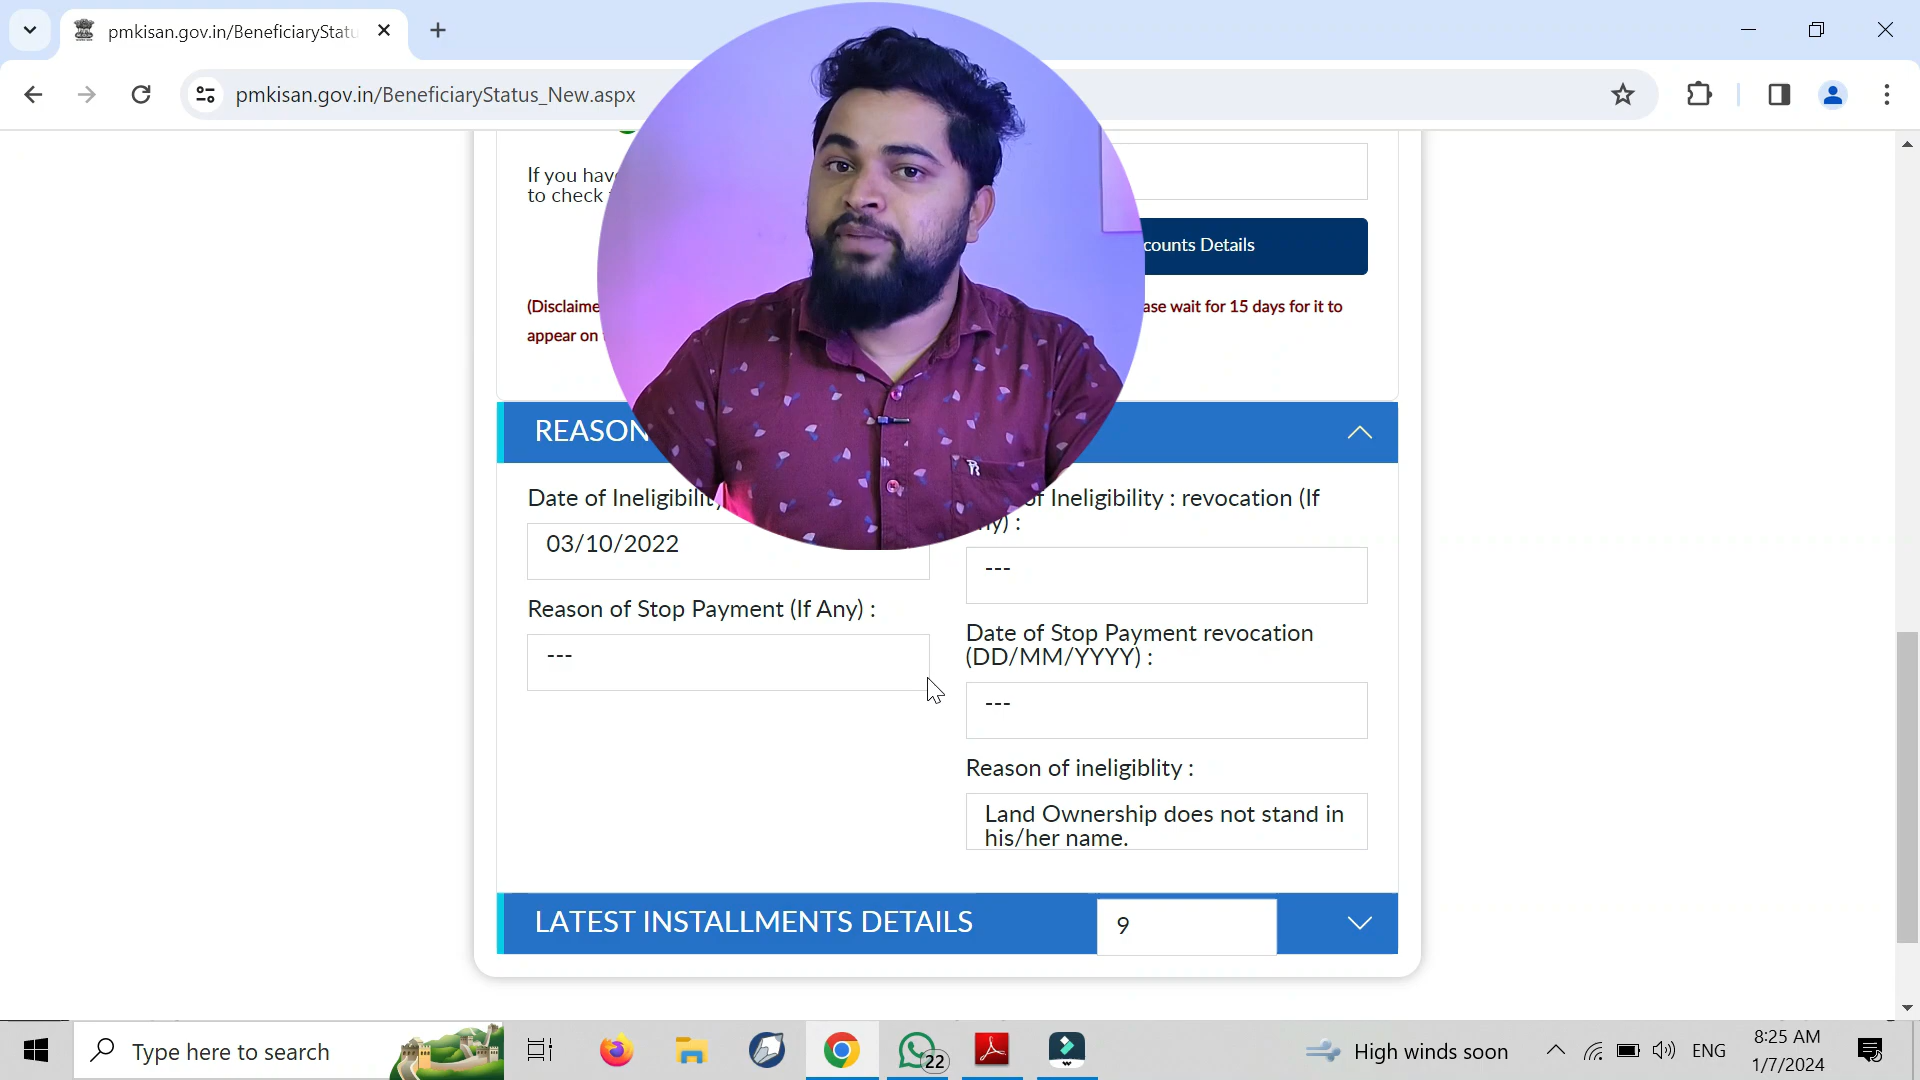 pmkisan.gov.in/BeneficiaryStatu
pmkisan.gov.in/BeneficiaryStatus_New.aspx
If you hav
to check
counts Details
(Disclaime
ase wait for 15 days for it to
appear on
REASON
Date of Ineligibility
of Ineligibility : revocation (If
ny) :
03/10/2022
---
Reason of Stop Payment (If Any) :
---
Date of Stop Payment revocation
(DD/MM/YYYY) :
---
Reason of ineligiblity :
Land Ownership does not stand in
his/her name.
LATEST INSTALLMENTS DETAILS
9
Type here to search
22
High winds soon
ENG
8:25 AM
1/7/2024